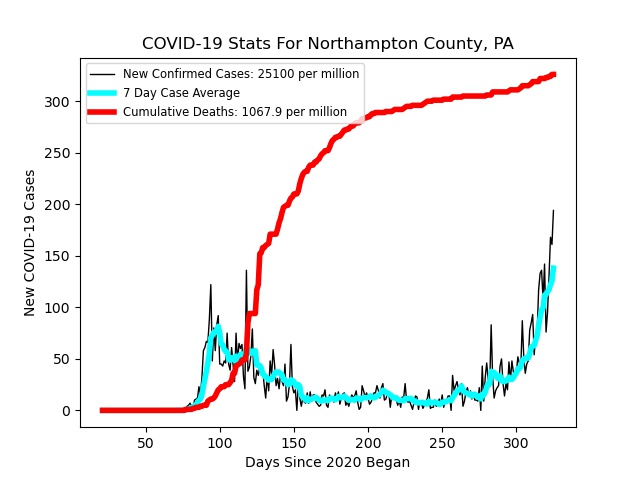 COVID-19 Stats For Northampton County, PA
New Confirmed Cases: 25100 per million
7 Day Case Average
Cumulative Deaths: 1067.9 per million
New COVID-19 Cases
300
250
200
150
100
50
0
50 100 150 200 250 300
Days Since 2020 Began